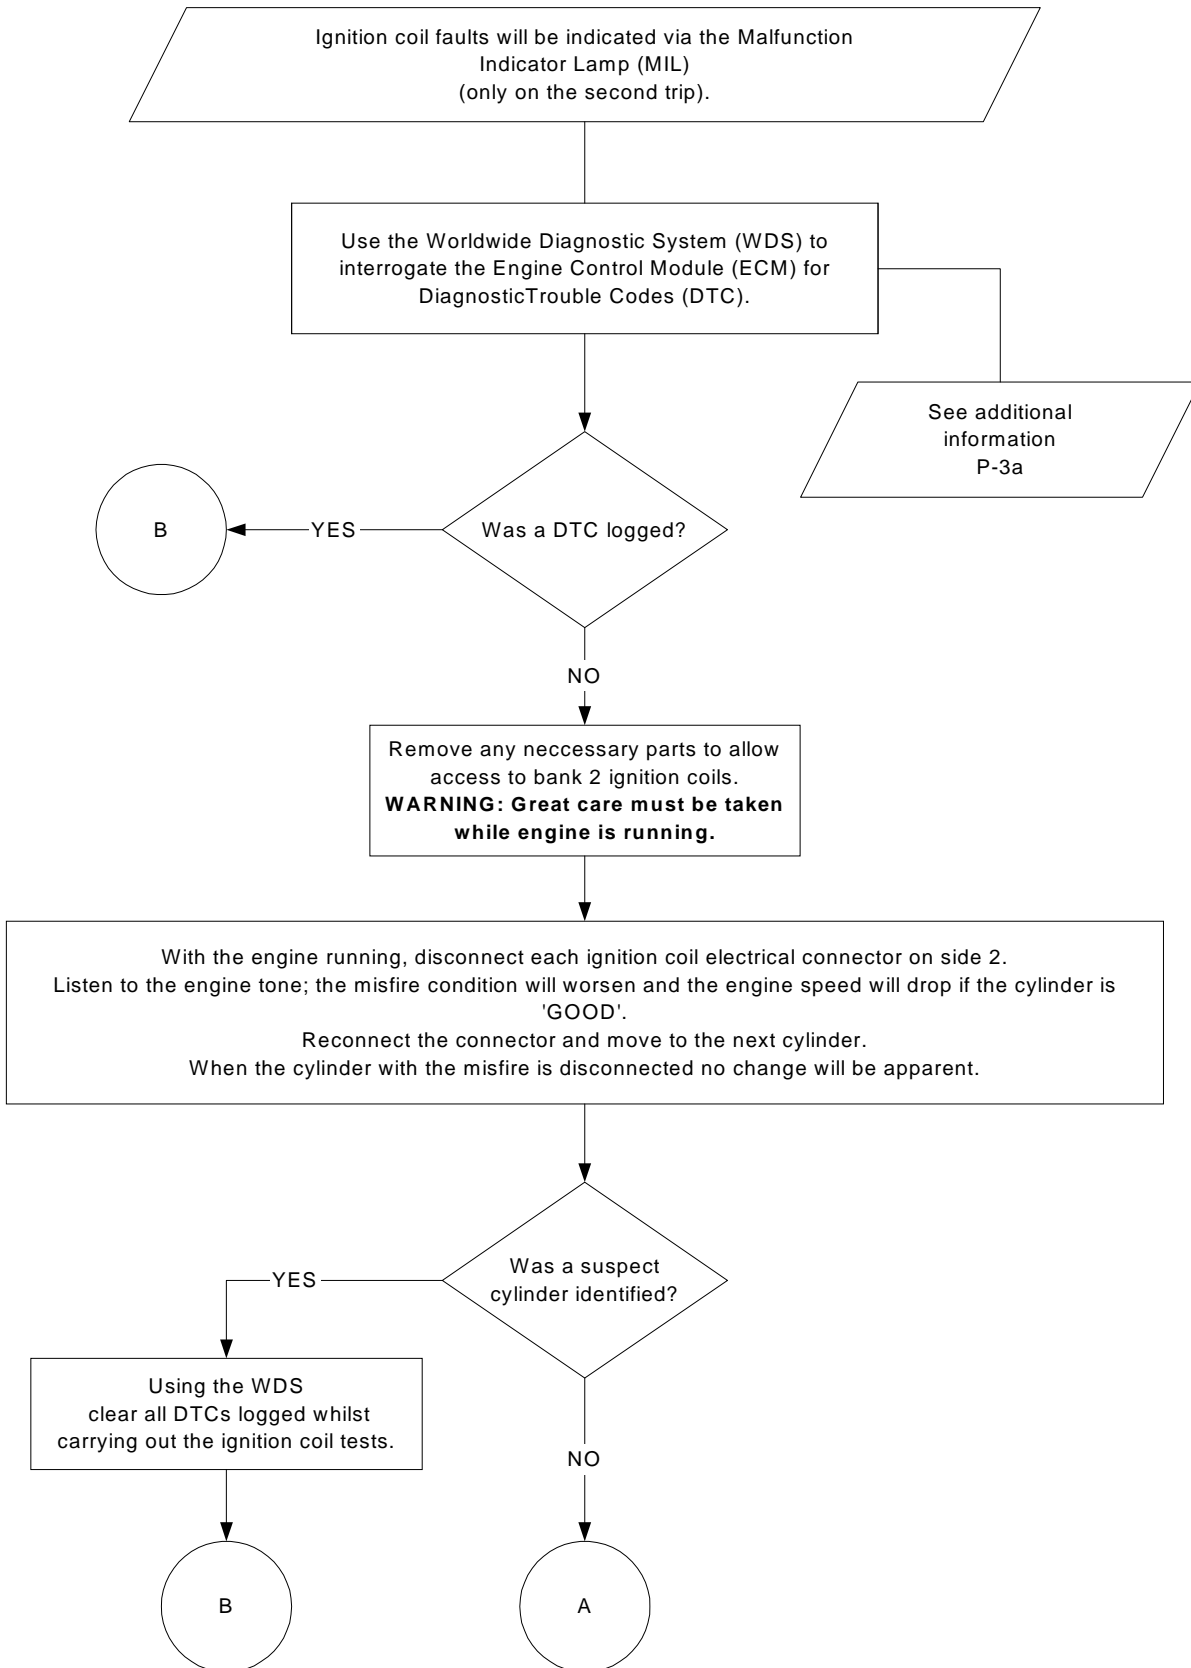 Ignition coil faults will be indicated via the Malfunction
Indicator Lamp (MIL)
(only on the second trip).
Use the Worldwide Diagnostic System (WDS) to
interrogate the Engine Control Module (ECM) for
DiagnosticTrouble Codes (DTC).
See additional
information
P-3a
Was a DTC logged?
YES
B
NO
Remove any neccessary parts to allow
access to bank 2 ignition coils.
WARNING: Great care must be taken
while engine is running.
With the engine running, disconnect each ignition coil electrical connector on side 2.
Listen to the engine tone; the misfire condition will worsen and the engine speed will drop if the cylinder is
'GOOD'.
Reconnect the connector and move to the next cylinder.
When the cylinder with the misfire is disconnected no change will be apparent.
Was a suspect
cylinder identified?
YES
Using the WDS
clear all DTCs logged whilst
carrying out the ignition coil tests.
NO
B
A